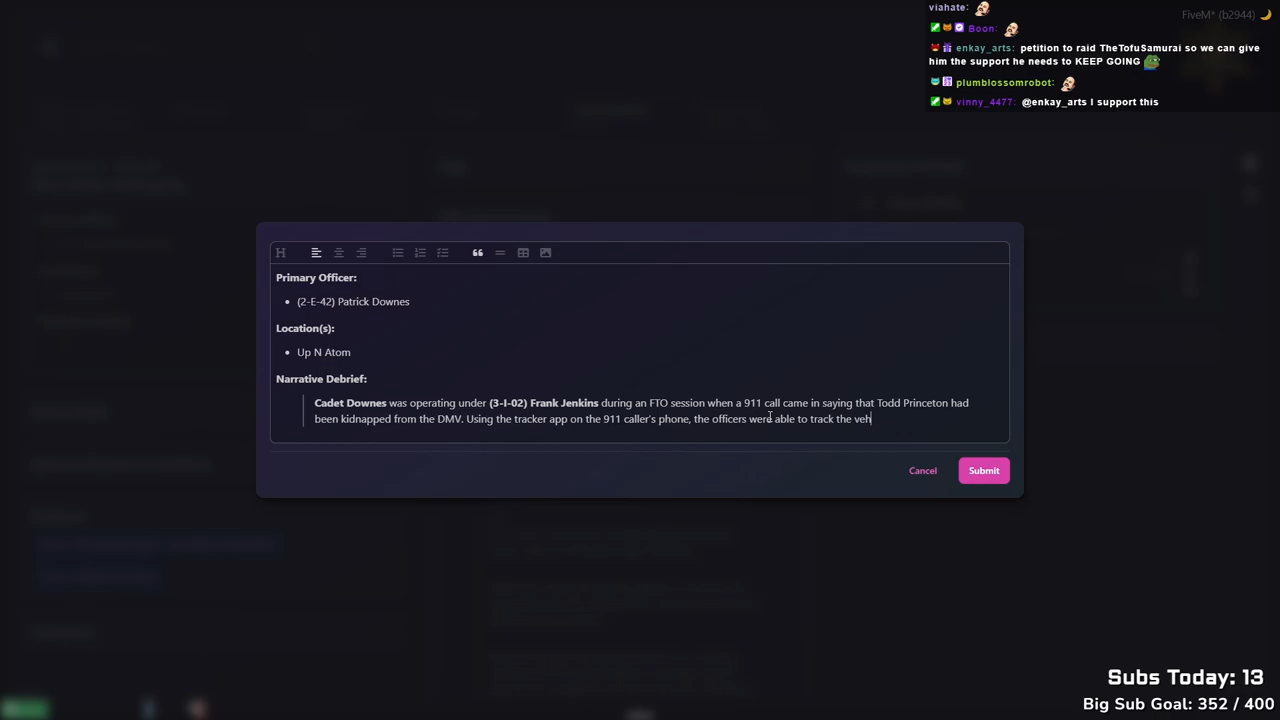 viahate:
FiveM* (b2944)
Boon:
enkay_arts: petition to raid TheTofuSamurai so we can give
him the support he needs to KEEP GOING
plumblossomrobot:
vinny_4477: @enkay_arts I support this
Primary Officer:
(2-E-42) Patrick Downes
Location(s):
Up N Atom
Narrative Debrief:
Cadet Downes was operating under (3-I-02) Frank Jenkins during an FTO session when a 911 call came in saying that Todd Princeton had
been kidnapped from the DMV. Using the tracker app on the 911 caller's phone, the officers were able to track the veh
Cancel
Submit
Subs Today: 13
Big Sub Goal: 352 / 400